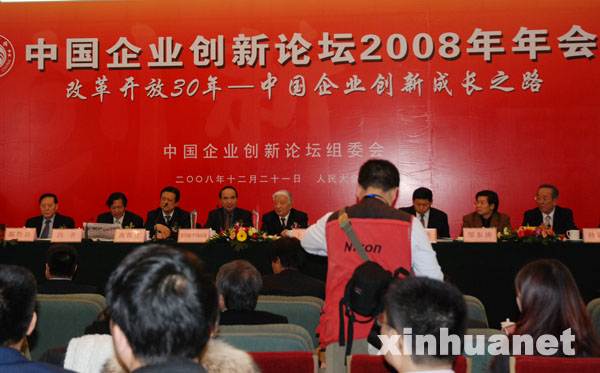 中国企业创新论坛2008年年会
改革开放30年—中国企业创新成长之路
中国企业创新论坛组委会
二〇〇八年十二月二十一日 人民大
Nikon
xinhuanet